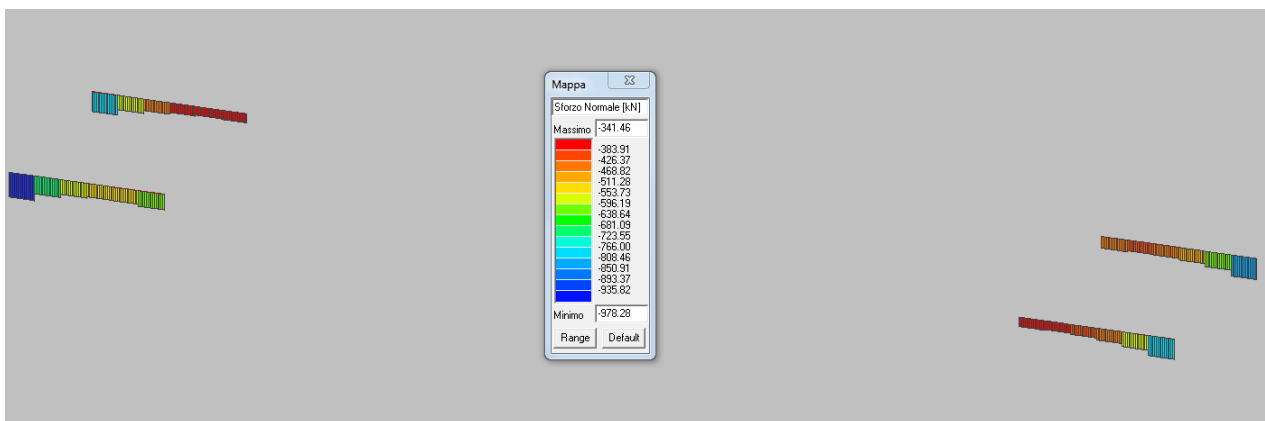 Mappa
Sforzo Normale [kN]
Massimo -341.46
-383.91
-426.37
-468.82
-511.28
-553.73
-596.19
-638.64
-681.09
-723.55
-766.00
-808.46
-850.91
-893.37
-935.82
Minimo -978.28
Range Default